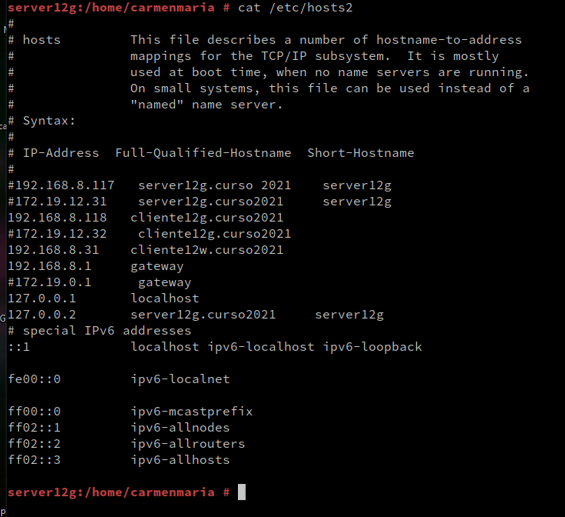 server12g:/home/carmenmaria # cat /etc/hosts2
#
# hosts         This file describes a number of hostname-to-address
#               mappings for the TCP/IP subsystem.  It is mostly
#               used at boot time, when no name servers are running.
#               On small systems, this file can be used instead of a
#               "named" name server.
# Syntax:
#
# IP-Address  Full-Qualified-Hostname  Short-Hostname
#
#192.168.8.117   server12g.curso 2021    server12g
#172.19.12.31    server12g.curso2021     server12g
192.168.8.118   cliente12g.curso2021
#172.19.12.32    cliente12g.curso2021
192.168.8.31    cliente12w.curso2021
192.168.8.1     gateway
#172.19.0.1      gateway
127.0.0.1       localhost
127.0.0.2       server12g.curso2021     server12g
# special IPv6 addresses
::1             localhost ipv6-localhost ipv6-loopback
fe00::0         ipv6-localnet
ff00::0         ipv6-mcastprefix
ff02::1         ipv6-allnodes
ff02::2         ipv6-allrouters
ff02::3         ipv6-allhosts
server12g:/home/carmenmaria #